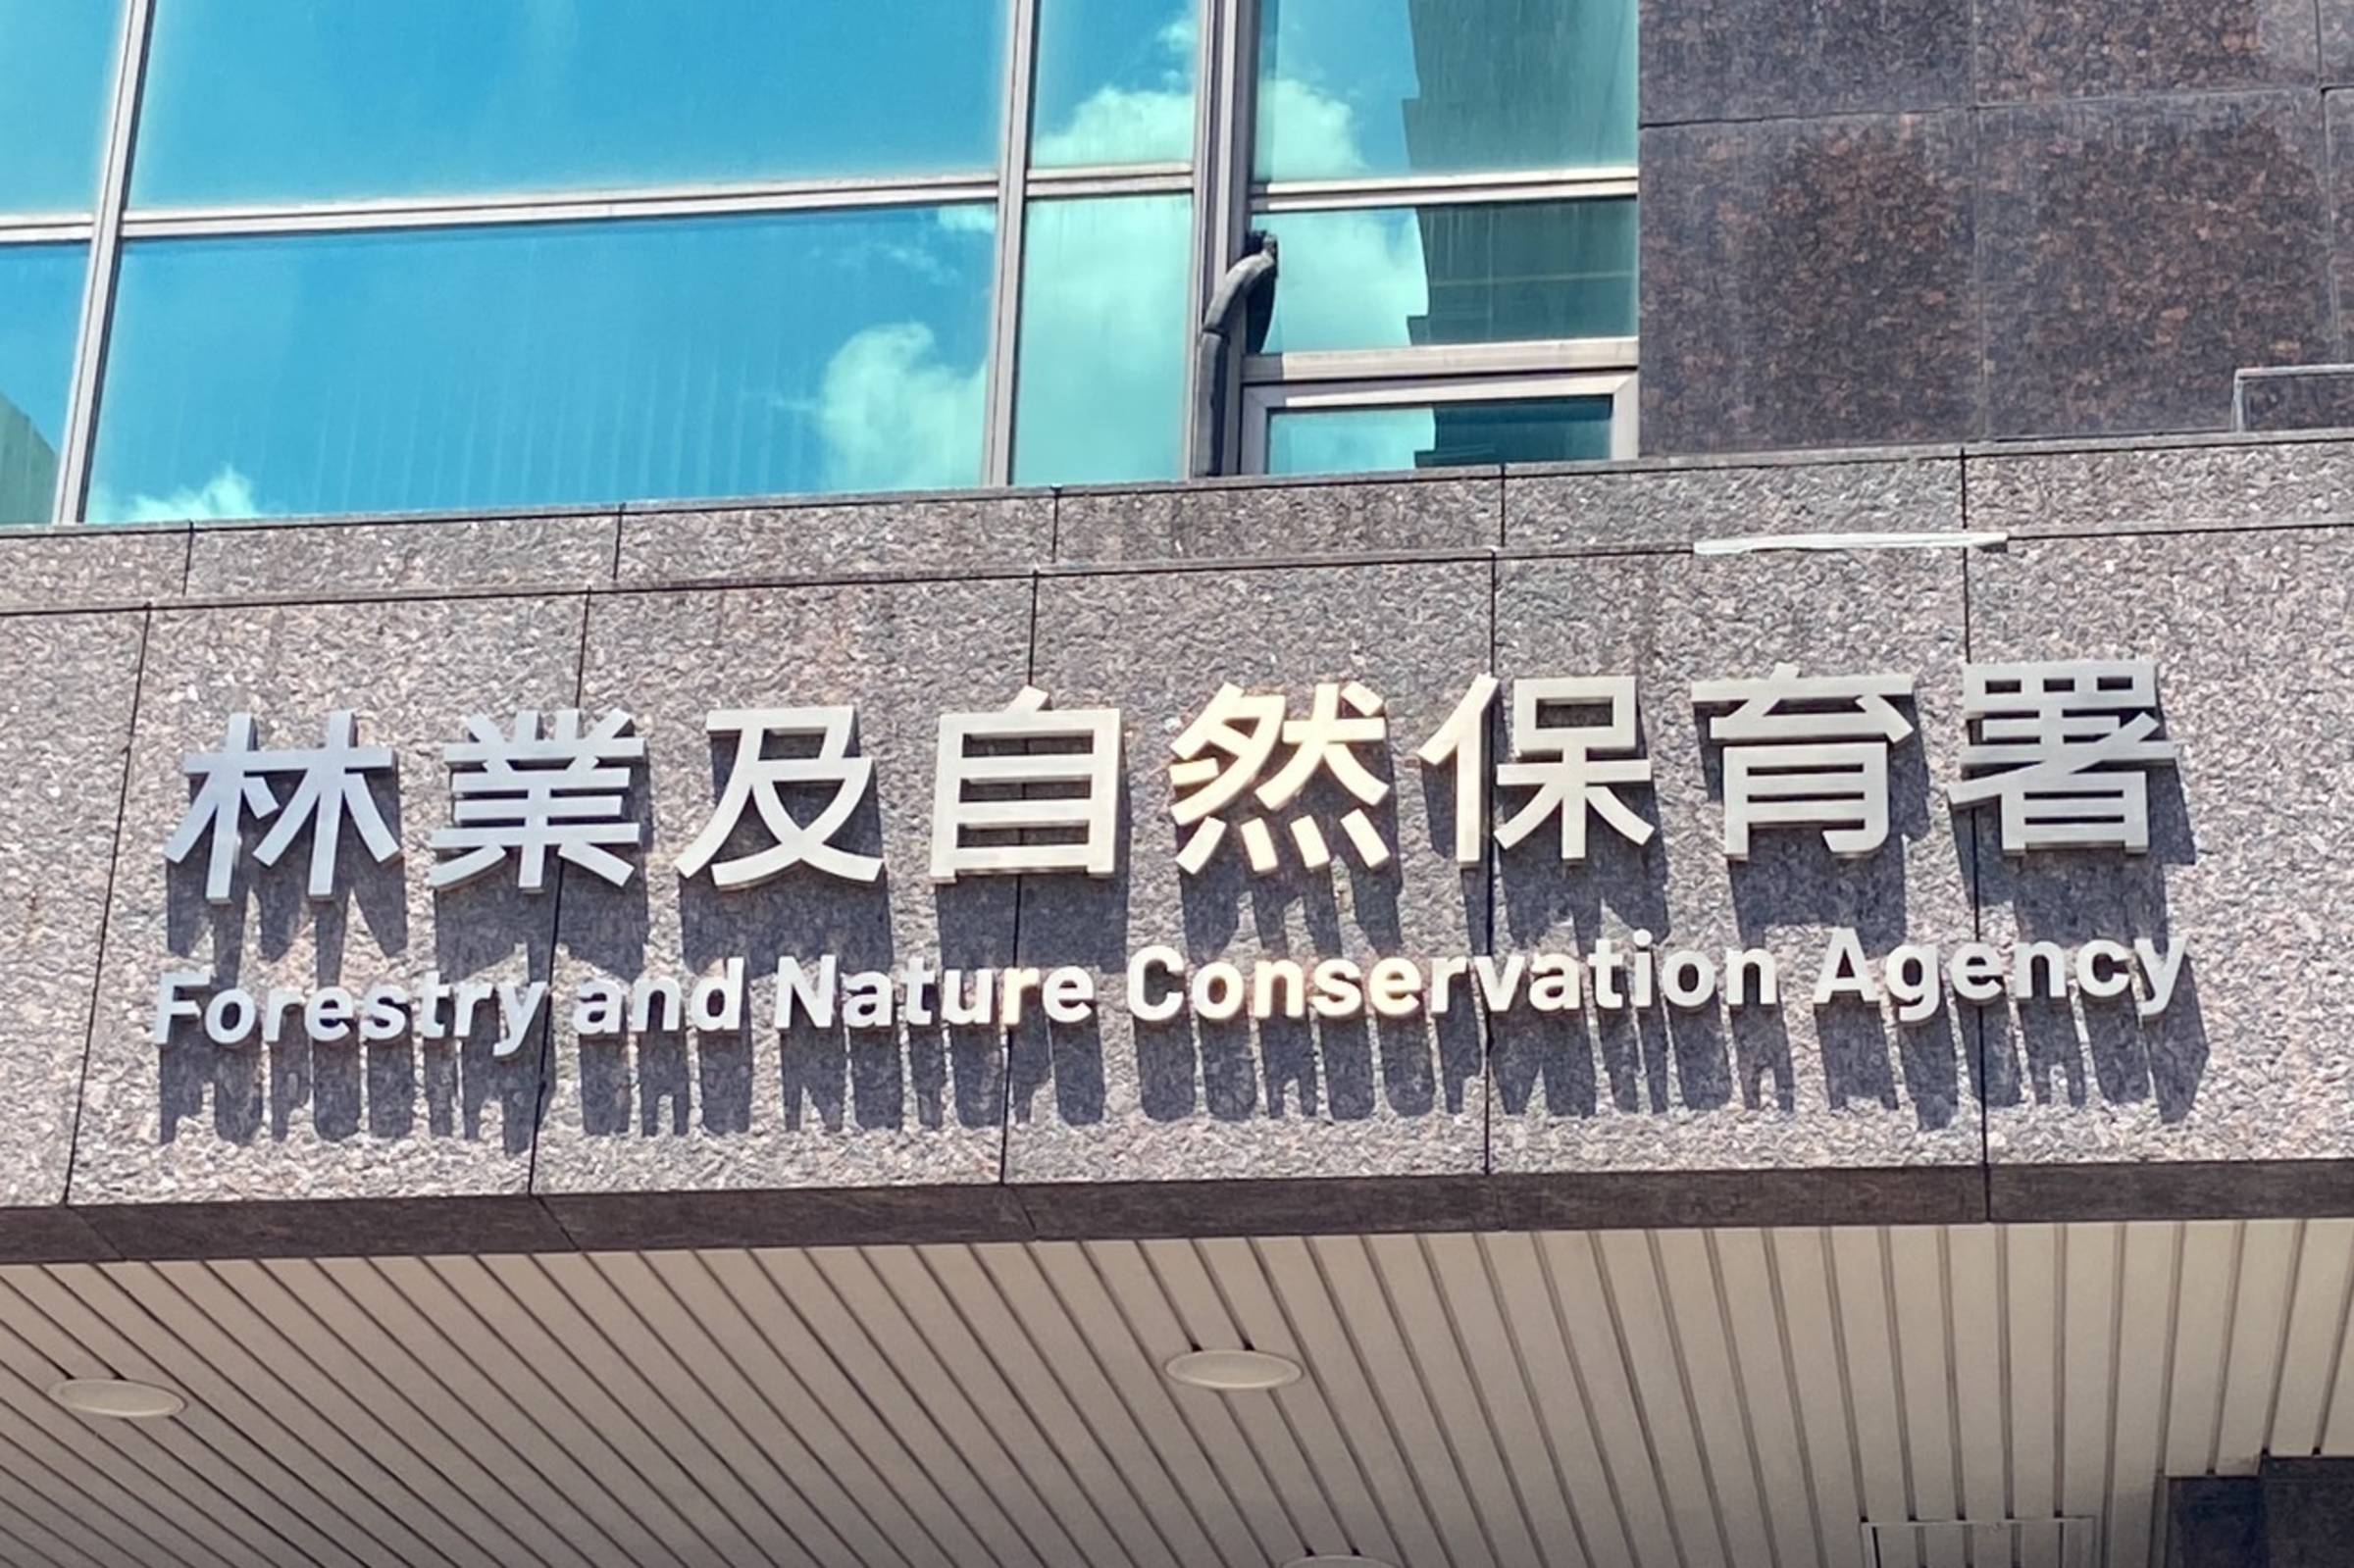 林業及自然保育署
Forestry and Nature Conservation Agency